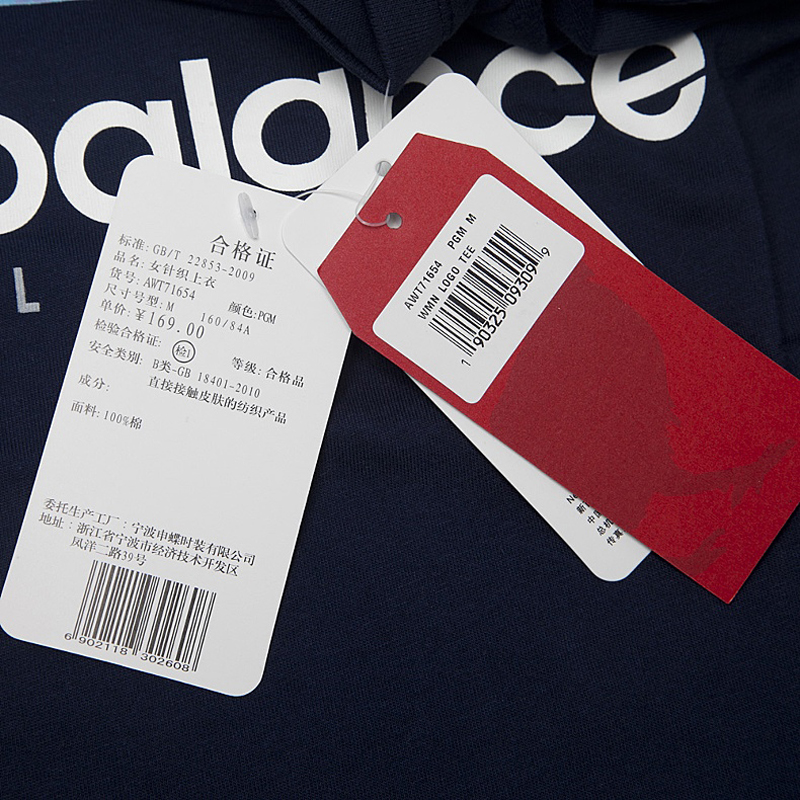 balance
L
合格证
标准: GB/T 22853-2009
品名: 女针织上衣
货号: AWT71654 颜色: PGM
尺寸号型: M 160/84A
单价: ¥169.00
检验合格证: 检1
等级: 合格品
安全类别: B类-GB 18401-2010
直接接触皮肤的纺织产品
成分:
面料: 100%棉
委托生产工厂: 宁波申蝶时装有限公司
地址: 浙江省宁波市经济技术开发区
凤洋二路39号
6 902118 302608
AWT71654 PGM M
WMN LOGO TEE
1 90325 09309 9
中正
总机
传真